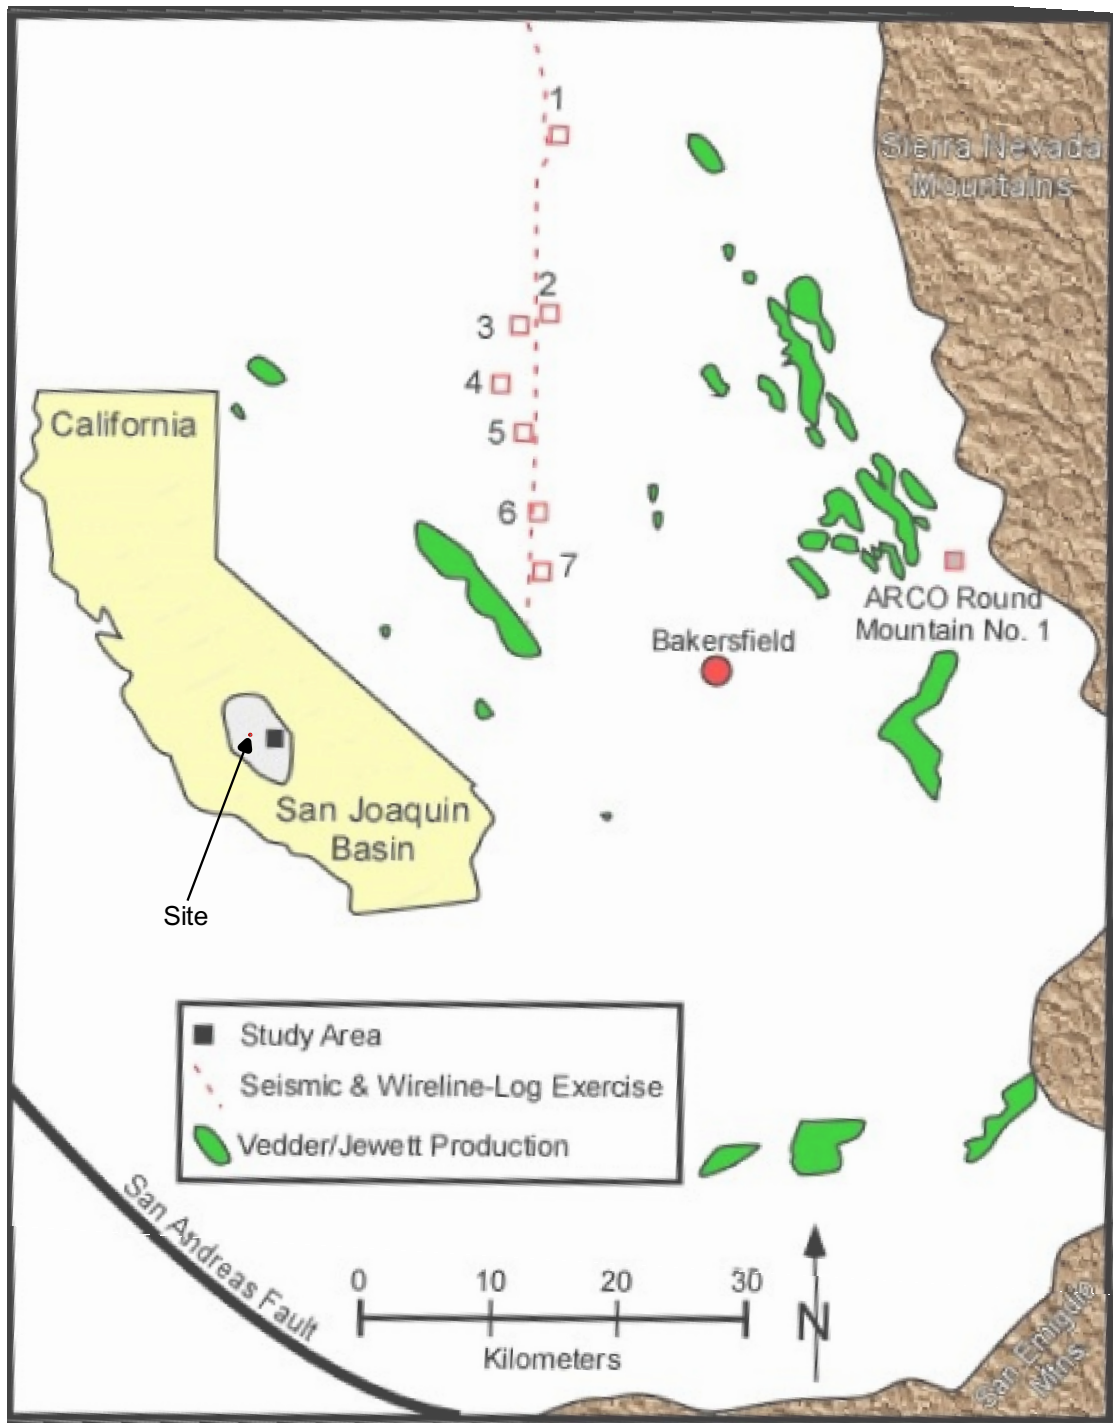 1
Sierra Nevada
Mountains
2
3
4
California
5
6
7
ARCO Round
Mountain No. 1
Bakersfield
San Joaquin
Basin
Site
Study Area
Seismic & Wireline-Log Exercise
Vedder/Jewett Production
San Andreas Fault
0 10 20 30
Kilometers
N
San Emigdio
Mtns